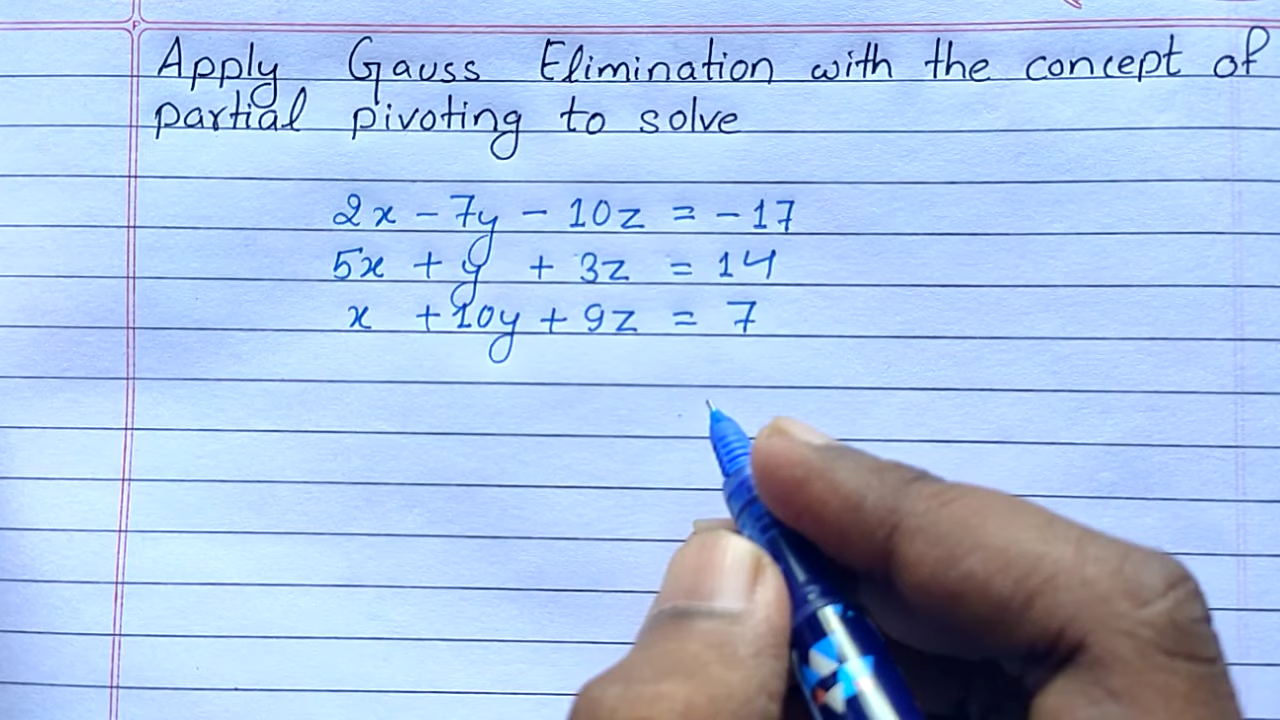 Apply Gauss Elimination with the concept of
partial pivoting to solve
2x - 7y - 10z = -17
5x + y + 3z = 14
x + 10y + 9z = 7